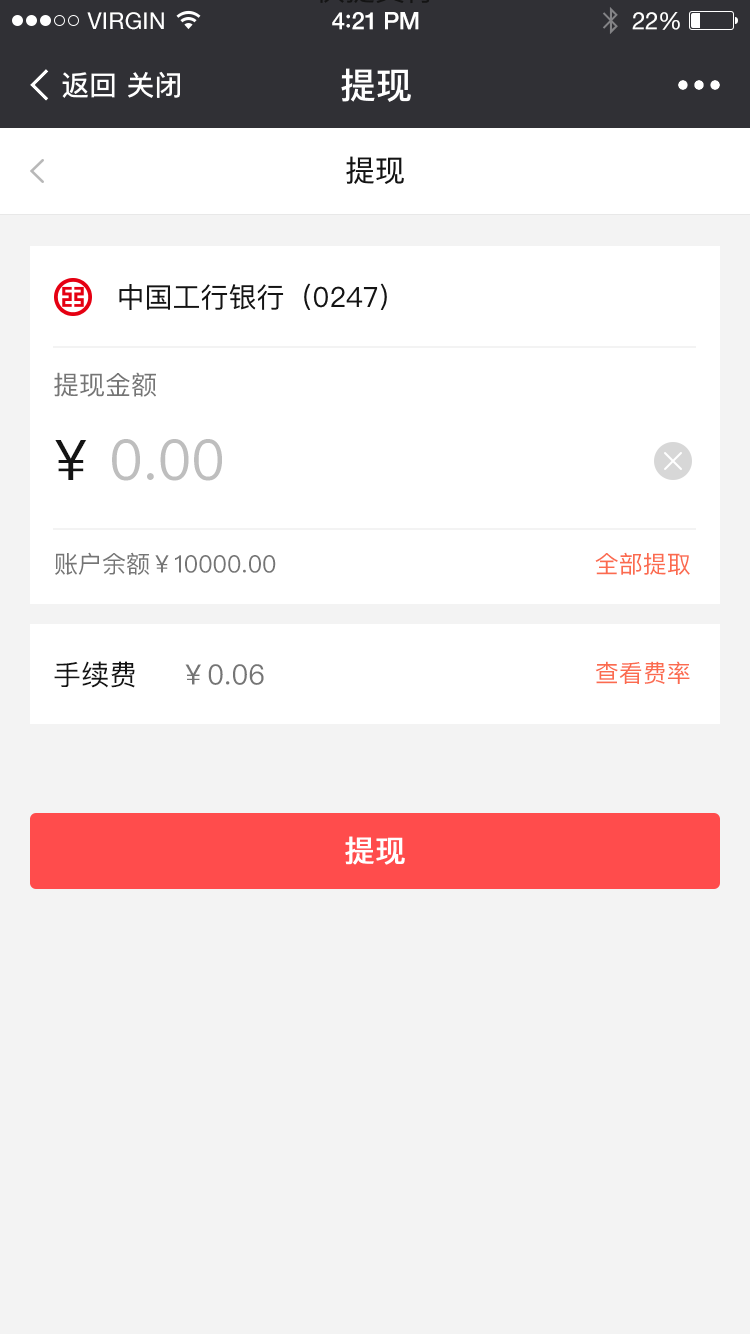 VIRGIN 4:21 PM 22%
返回 关闭 提现
提现
中国工行银行（0247）
提现金额
¥ 0.00
账户余额￥10000.00 全部提取
手续费 ￥0.06 查看费率
提现